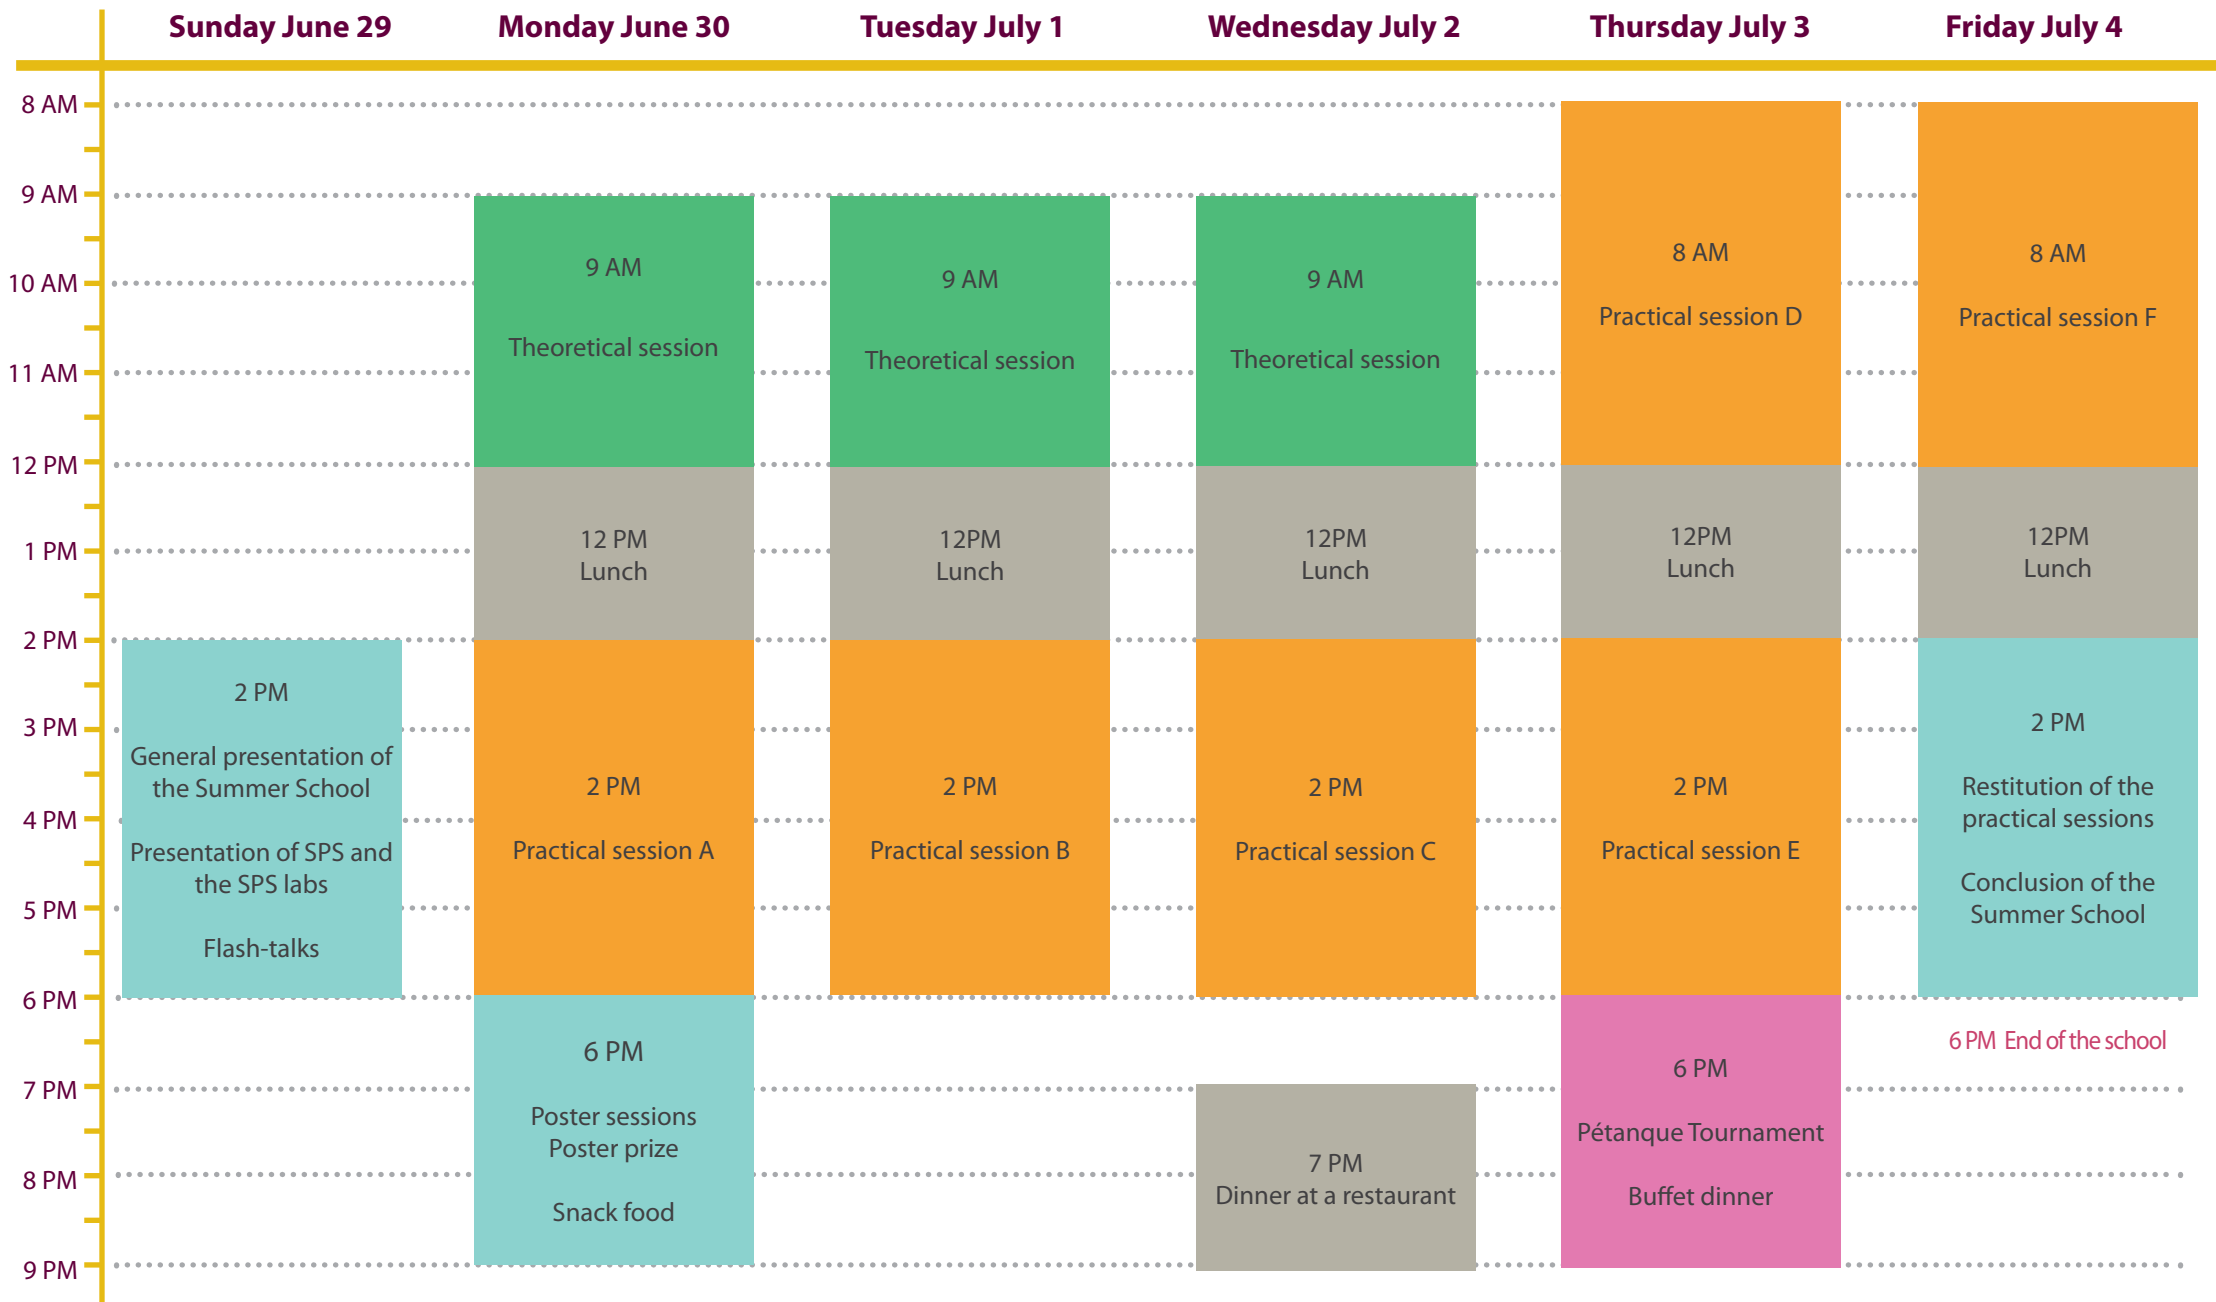 Sunday June 29
Monday June 30
Tuesday July 1
Wednesday July 2
Thursday July 3
Friday July 4
8 AM
9 AM
10 AM
11 AM
12 PM
1 PM
2 PM
3 PM
4 PM
5 PM
6 PM
7 PM
8 PM
9 PM
2 PM
General presentation of
the Summer School
Presentation of SPS and
the SPS labs
Flash-talks
9 AM
Theoretical session
12 PM
Lunch
2 PM
Practical session A
6 PM
Poster sessions
Poster prize
Snack food
9 AM
Theoretical session
12PM
Lunch
2 PM
Practical session B
9 AM
Theoretical session
12PM
Lunch
2 PM
Practical session C
7 PM
Dinner at a restaurant
8 AM
Practical session D
12PM
Lunch
2 PM
Practical session E
6 PM
Pétanque Tournament
Buffet dinner
8 AM
Practical session F
12PM
Lunch
2 PM
Restitution of the
practical sessions
Conclusion of the
Summer School
6 PM End of the school